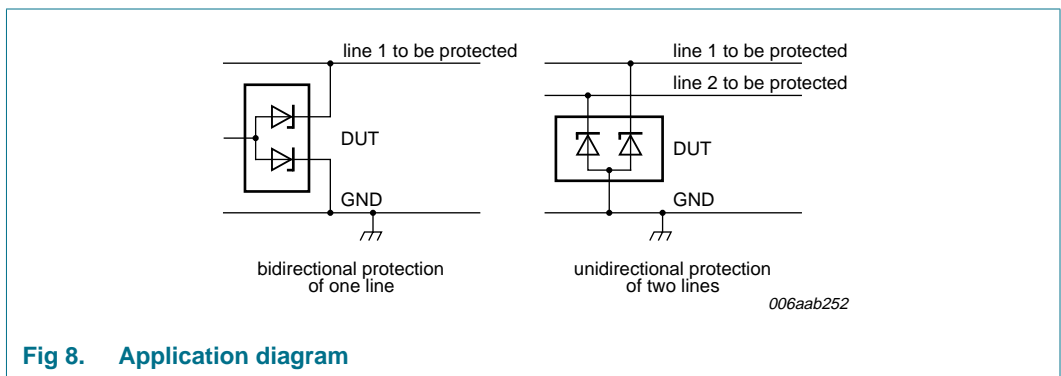 line 1 to be protected
DUT
GND
bidirectional protection
of one line
line 1 to be protected
line 2 to be protected
DUT
GND
unidirectional protection
of two lines
006aab252
Fig 8. Application diagram